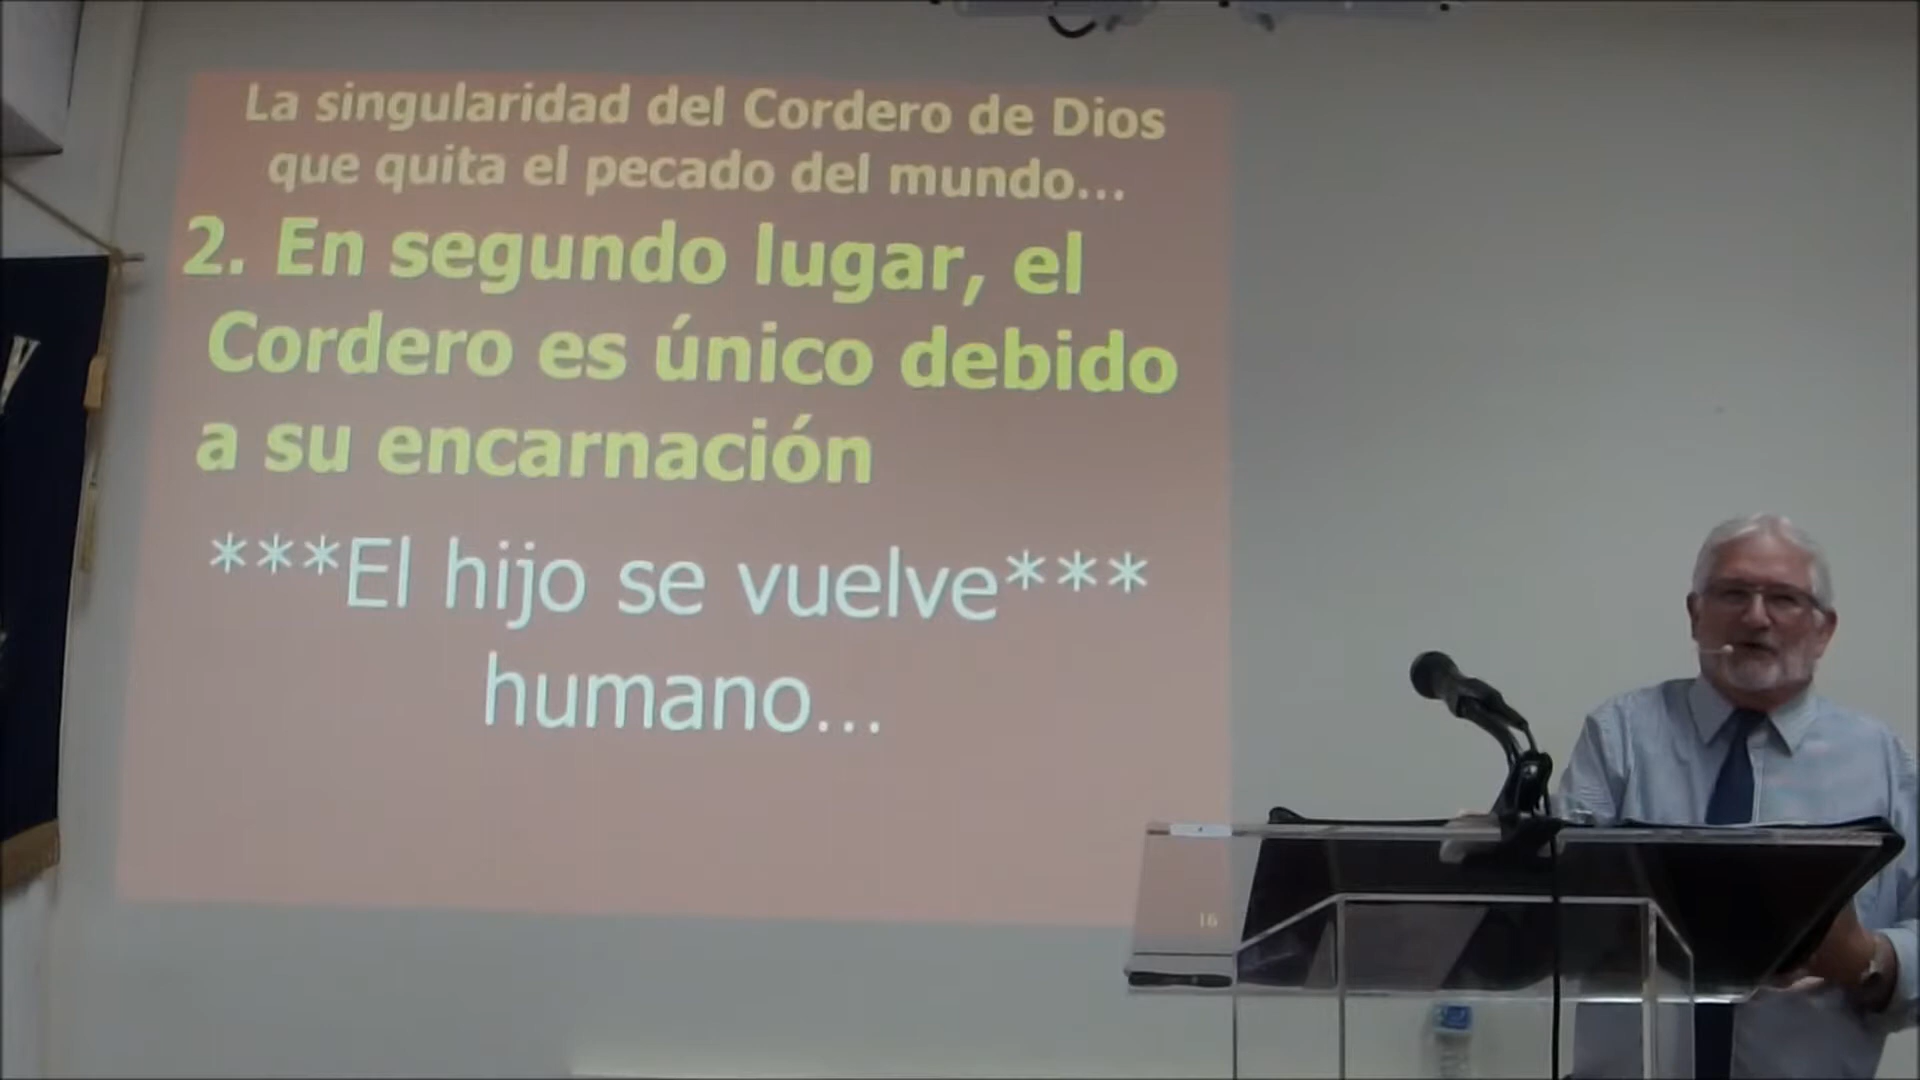 La singularidad del Cordero de Dios
que quita el pecado del mundo...
2. En segundo lugar, el
Cordero es único debido
a su encarnación
***El hijo se vuelve***
humano...
16